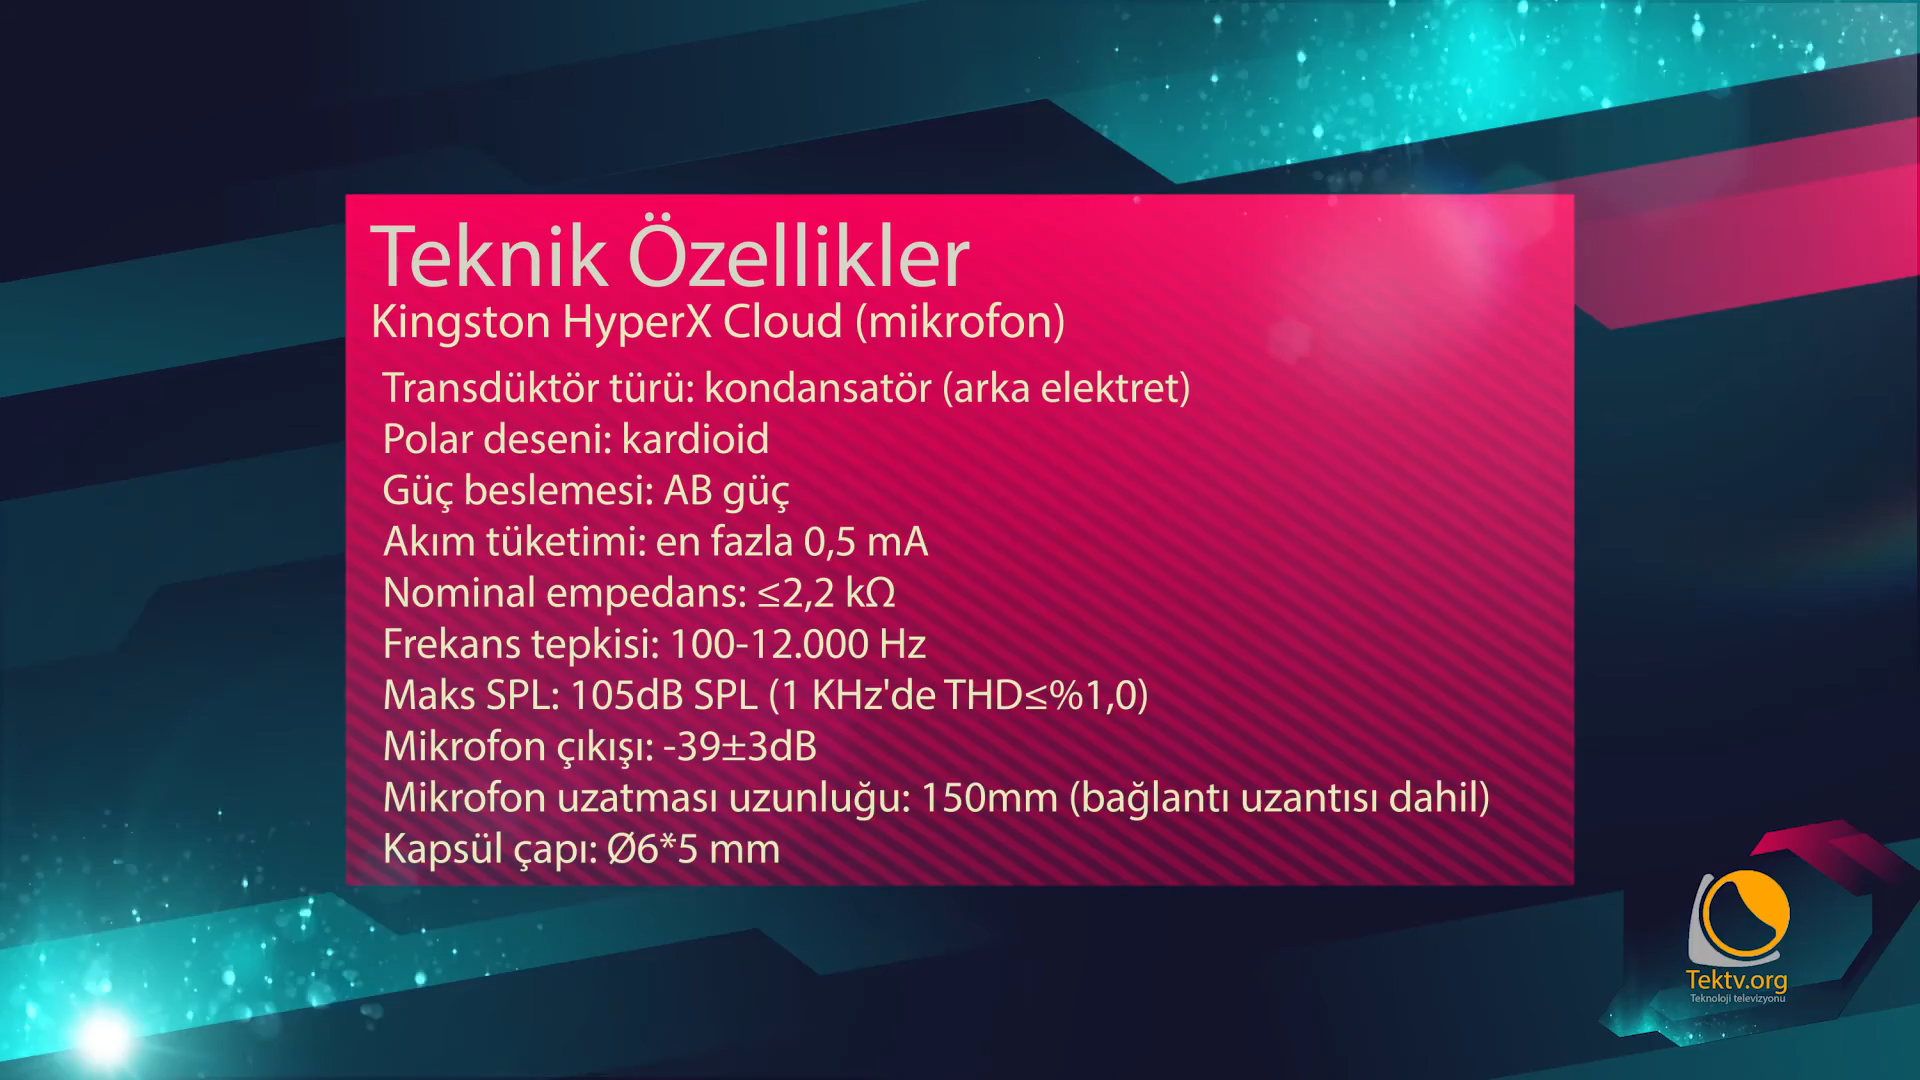 Teknik Özellikler
Kingston HyperX Cloud (mikrofon)
Transdüktör türü: kondansatör (arka elektret)
Polar deseni: kardioid
Güç beslemesi: AB güç
Akım tüketimi: en fazla 0,5 mA
Nominal empedans: ≤2,2 kΩ
Frekans tepkisi: 100-12.000 Hz
Maks SPL: 105dB SPL (1 KHz'de THD≤%1,0)
Mikrofon çıkışı: -39±3dB
Mikrofon uzatması uzunluğu: 150mm (bağlantı uzantısı dahil)
Kapsül çapı: Ø6*5 mm
Tektv.org
Teknoloji televizyonu